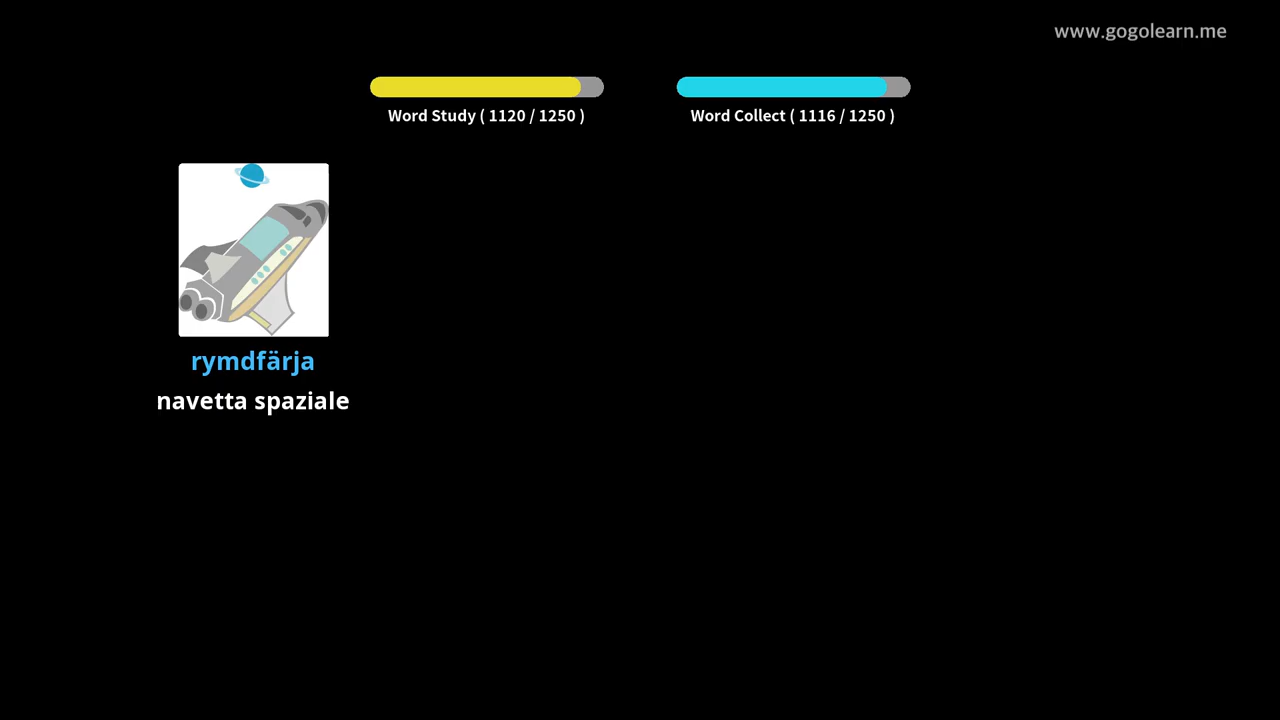 www.gogolearn.me
Word Study ( 1120 / 1250 )
Word Collect ( 1116 / 1250 )
rymdfärja
navetta spaziale